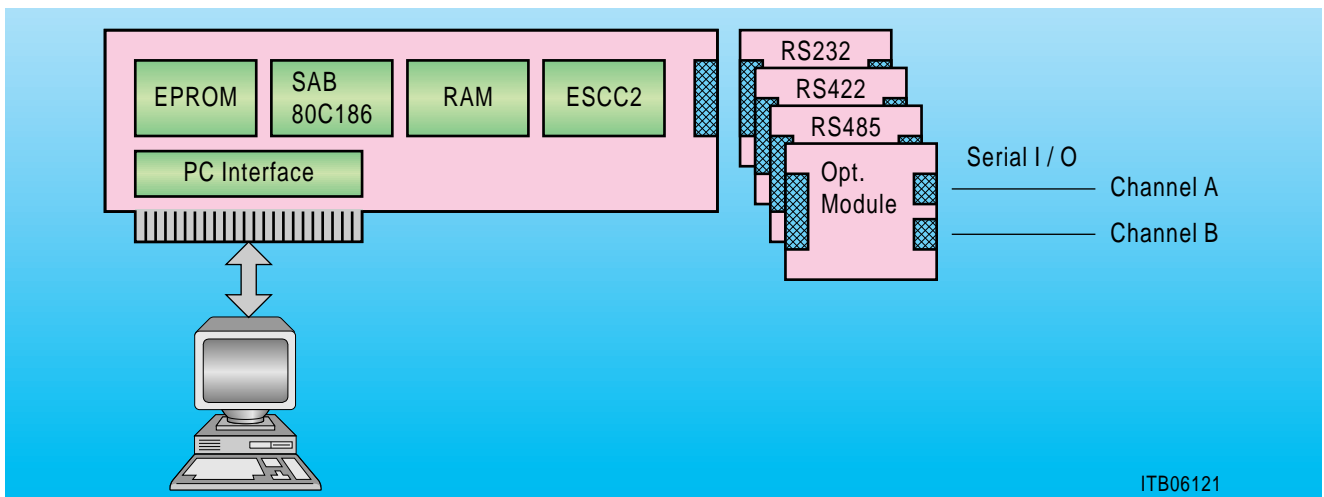 EPROM
SAB
80C186
RAM
ESCC2
PC Interface
RS232
RS422
RS485
Opt.
Module
Serial I / O
Channel A
Channel B
ITB06121